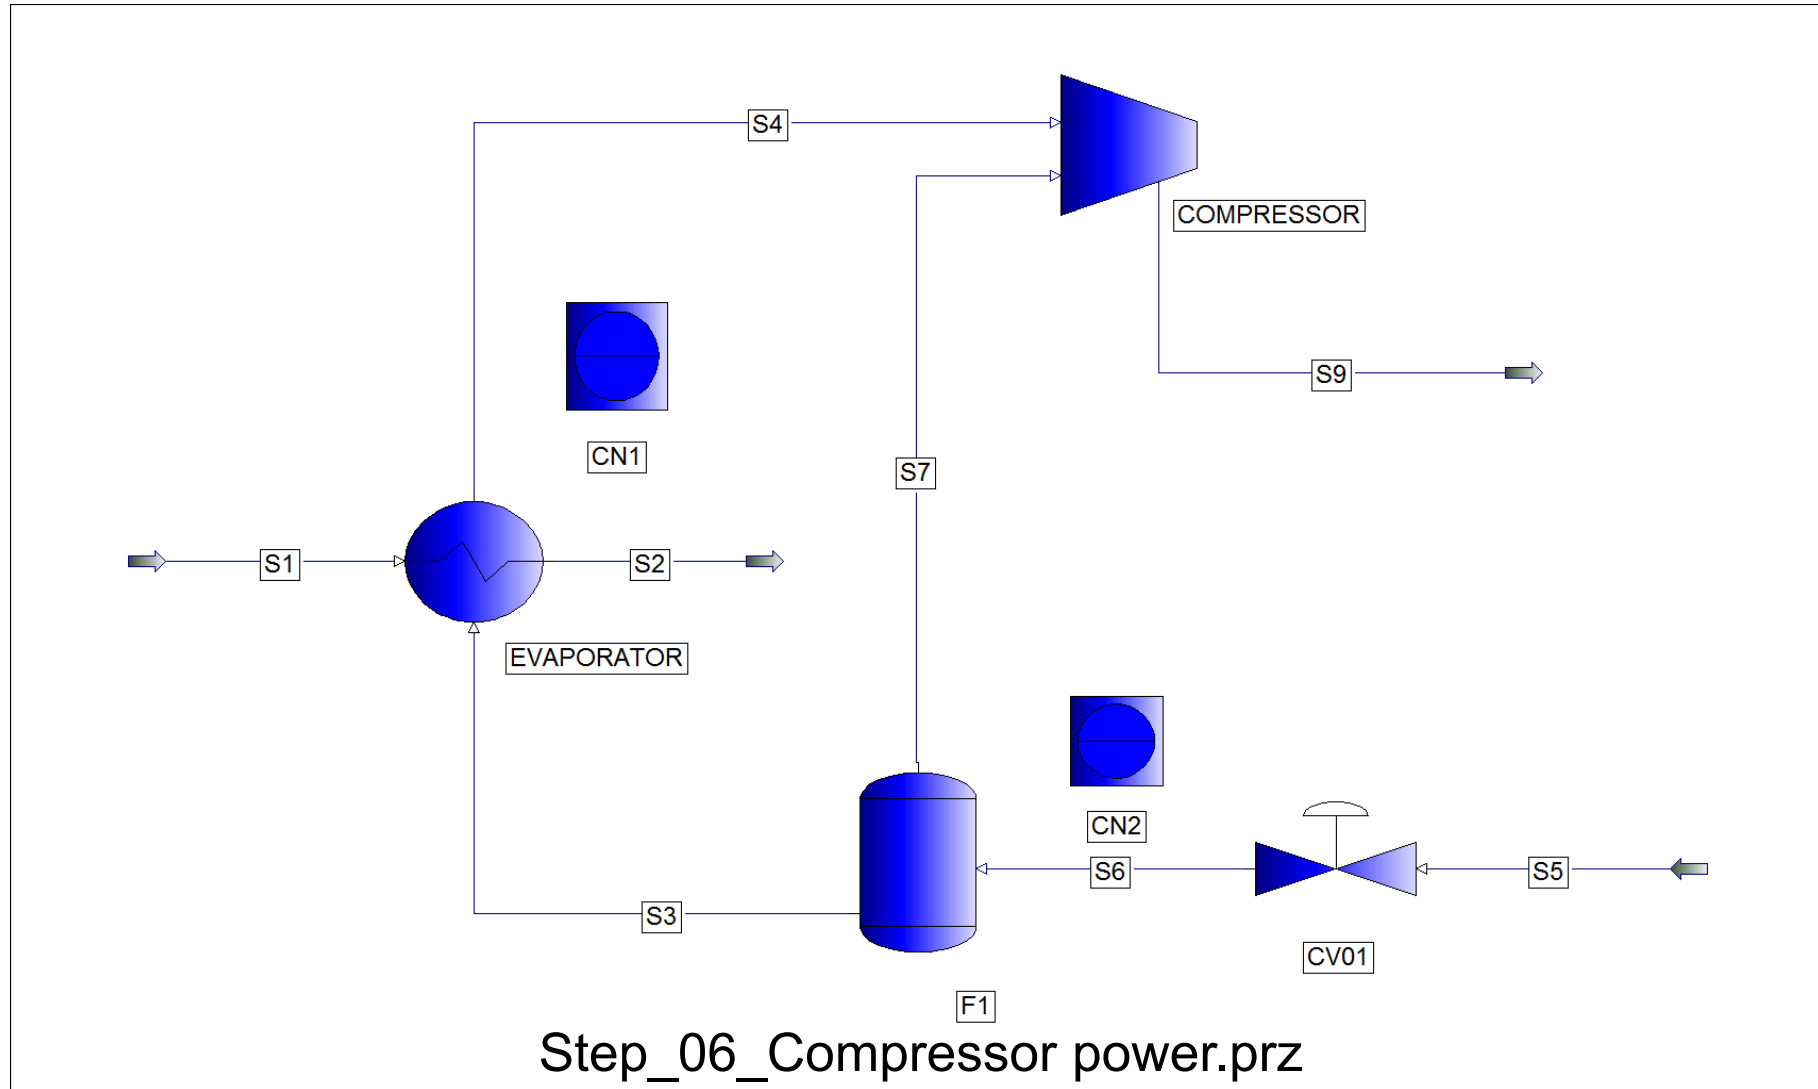 S4
COMPRESSOR
S9
CN1
S7
S1
S2
EVAPORATOR
CN2
S6
S5
S3
CV01
F1
Step_06_Compressor power.prz